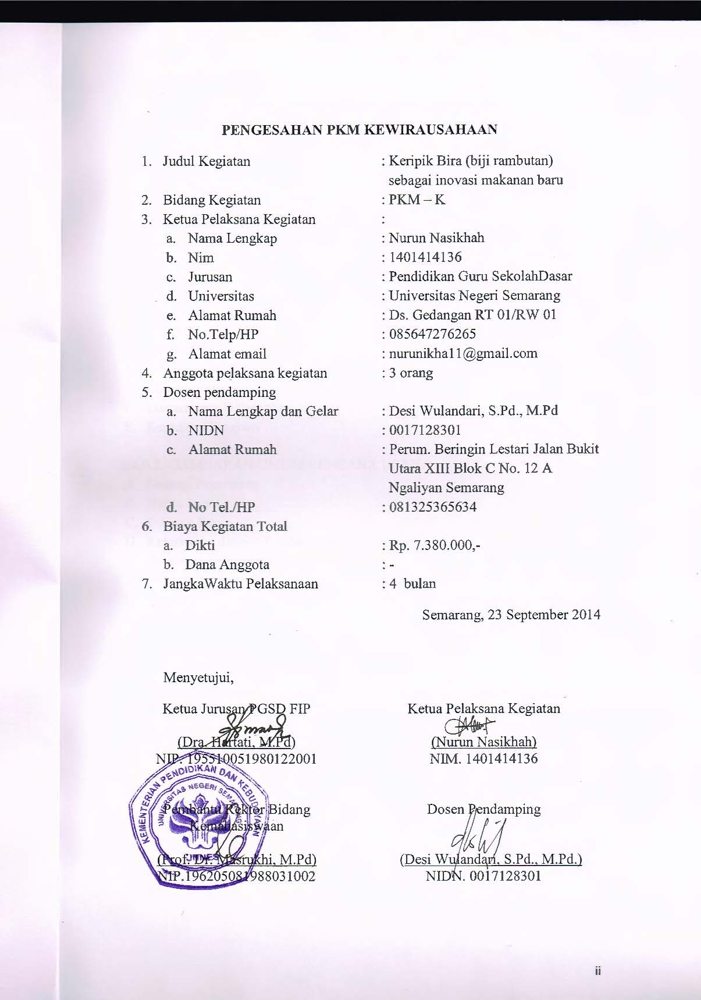 PENGESAHAN PKM KEWIRAUSAHAAN
1. Judul Kegiatan : Keripik Bira (biji rambutan)
sebagai inovasi makanan baru
2. Bidang Kegiatan : PKM – K
3. Ketua Pelaksana Kegiatan :
a. Nama Lengkap : Nurun Nasikhah
b. Nim : 1401414136
c. Jurusan : Pendidikan Guru SekolahDasar
d. Universitas : Universitas Negeri Semarang
e. Alamat Rumah : Ds. Gedangan RT 01/RW 01
f. No.Telp/HP : 085647276265
g. Alamat email : nurunikha11@gmail.com
4. Anggota pelaksana kegiatan : 3 orang
5. Dosen pendamping
a. Nama Lengkap dan Gelar : Desi Wulandari, S.Pd., M.Pd
b. NIDN : 0017128301
c. Alamat Rumah : Perum. Beringin Lestari Jalan Bukit
Utara XIII Blok C No. 12 A
Ngaliyan Semarang
d. No Tel./HP : 081325365634
6. Biaya Kegiatan Total
a. Dikti : Rp. 7.380.000,-
b. Dana Anggota : -
7. JangkaWaktu Pelaksanaan : 4 bulan
Semarang, 23 September 2014
Menyetujui,
Ketua Jurusan PGSD FIP Ketua Pelaksana Kegiatan
(Dra. Hartati, M.Pd) (Nurun Nasikhah)
NIP. 195510051980122001 NIM. 1401414136
KEMENTERIAN PENDIDIKAN DAN KEBUDAYAAN
UNIVERSITAS NEGERI SEMARANG
UNNES
Pembantu Rektor Bidang Dosen Pendamping
Kemahasiswaan
(Prof. Dr. Masrukhi, M.Pd) (Desi Wulandari, S.Pd., M.Pd.)
NIP.196205081988031002 NIDN. 0017128301
ii